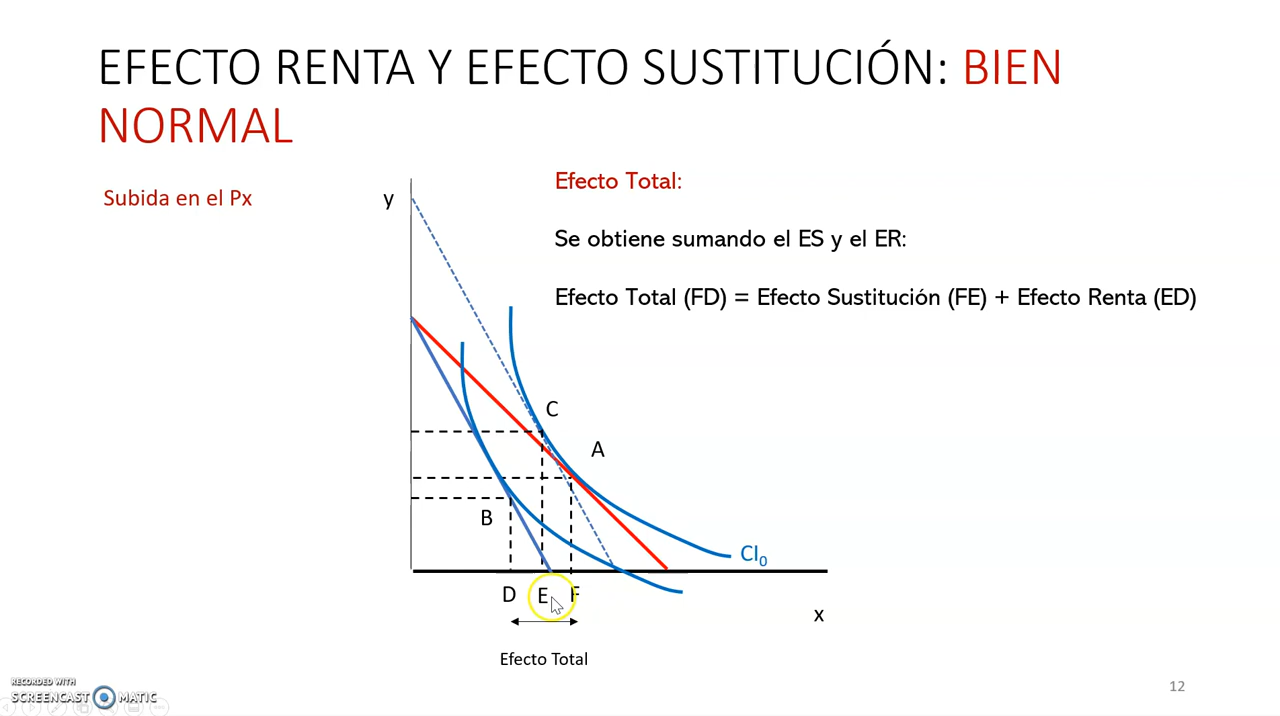 EFECTO RENTA Y EFECTO SUSTITUCIÓN: BIEN
NORMAL
Subida en el Px
y
Efecto Total:
Se obtiene sumando el ES y el ER:
Efecto Total (FD) = Efecto Sustitución (FE) + Efecto Renta (ED)
C
A
B
CI0
D E F
x
Efecto Total
RECORDED WITH
SCREENCAST MATIC
12